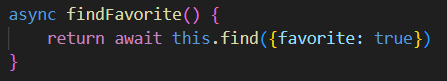 async findFavorite() {
    return await this.find({favorite: true})
}